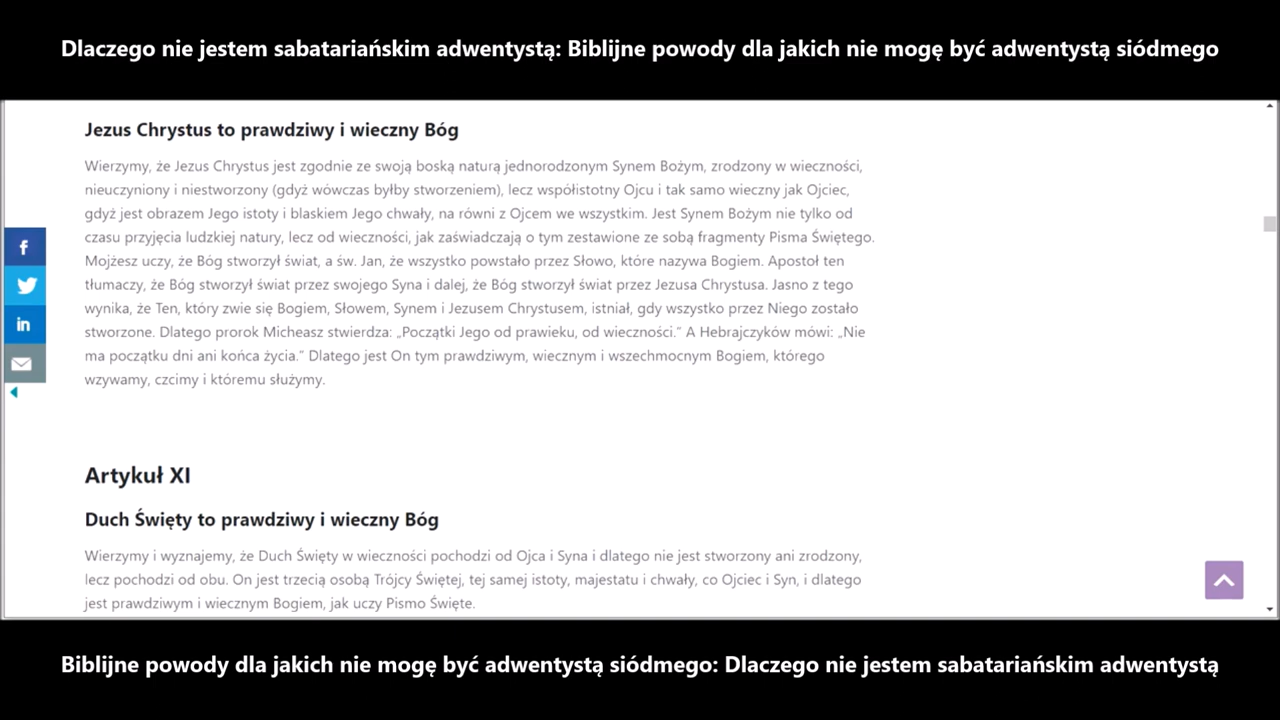 Dlaczego nie jestem sabatariańskim adwentystą: Biblijne powody dla jakich nie mogę być adwentystą siódmego
Jezus Chrystus to prawdziwy i wieczny Bóg
Wierzymy, że Jezus Chrystus jest zgodnie ze swoją boską naturą jednorodzonym Synem Bożym, zrodzony w wieczności,
nieuczyniony i niestworzony (gdyż wówczas byłby stworzeniem), lecz współistotny Ojcu i tak samo wieczny jak Ojciec,
gdyż jest obrazem Jego istoty i blaskiem Jego chwały, na równi z Ojcem we wszystkim. Jest Synem Bożym nie tylko od
czasu przyjęcia ludzkiej natury, lecz od wieczności, jak zaświadczają o tym zestawione ze sobą fragmenty Pisma Świętego.
Mojżesz uczy, że Bóg stworzył świat, a św. Jan, że wszystko powstało przez Słowo, które nazywa Bogiem. Apostoł ten
tłumaczy, że Bóg stworzył świat przez swojego Syna i dalej, że Bóg stworzył świat przez Jezusa Chrystusa. Jasno z tego
wynika, że Ten, który zwie się Bogiem, Słowem, Synem i Jezusem Chrystusem, istniał, gdy wszystko przez Niego zostało
stworzone. Dlatego prorok Micheasz stwierdza: „Początki Jego od prawieku, od wieczności.” A Hebrajczyków mówi: „Nie
ma początku dni ani końca życia.” Dlatego jest On tym prawdziwym, wiecznym i wszechmocnym Bogiem, którego
wzywamy, czcimy i któremu służymy.
Artykuł XI
Duch Święty to prawdziwy i wieczny Bóg
Wierzymy i wyznajemy, że Duch Święty w wieczności pochodzi od Ojca i Syna i dlatego nie jest stworzony ani zrodzony,
lecz pochodzi od obu. On jest trzecią osobą Trójcy Świętej, tej samej istoty, majestatu i chwały, co Ojciec i Syn, i dlatego
jest prawdziwym i wiecznym Bogiem, jak uczy Pismo Święte.
Biblijne powody dla jakich nie mogę być adwentystą siódmego: Dlaczego nie jestem sabatariańskim adwentystą